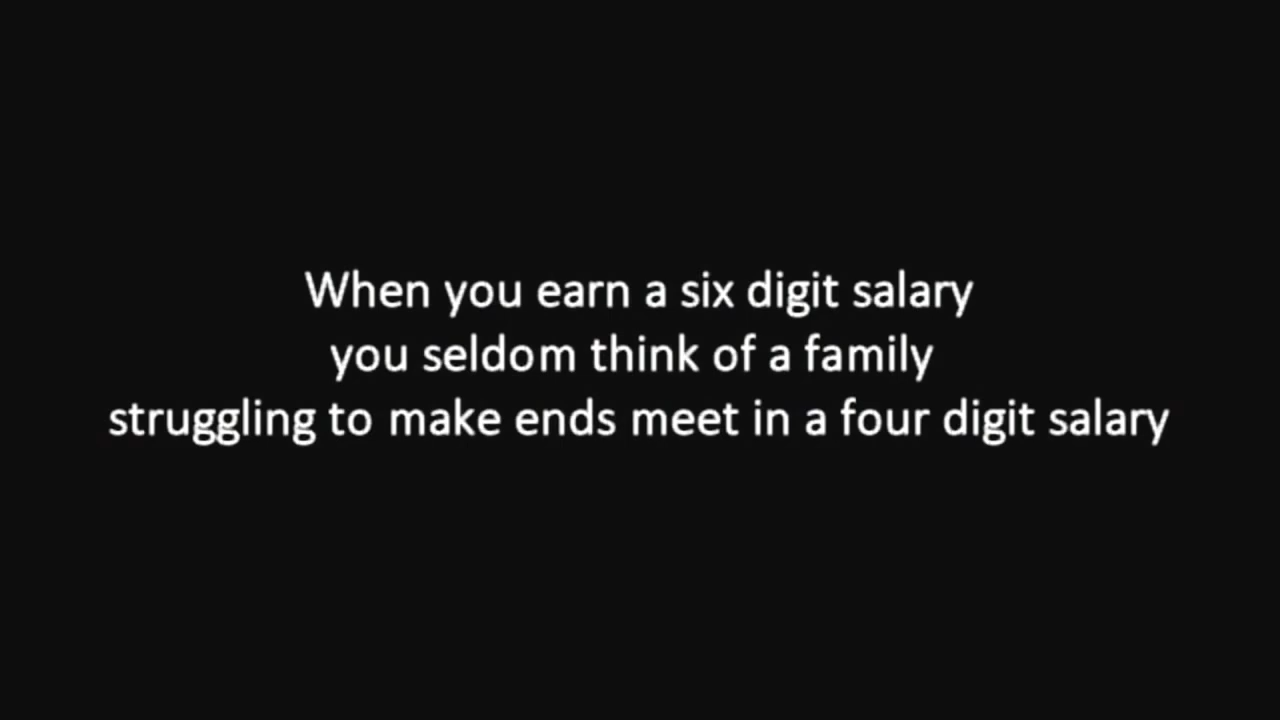 When you earn a six digit salary
you seldom think of a family
struggling to make ends meet in a four digit salary